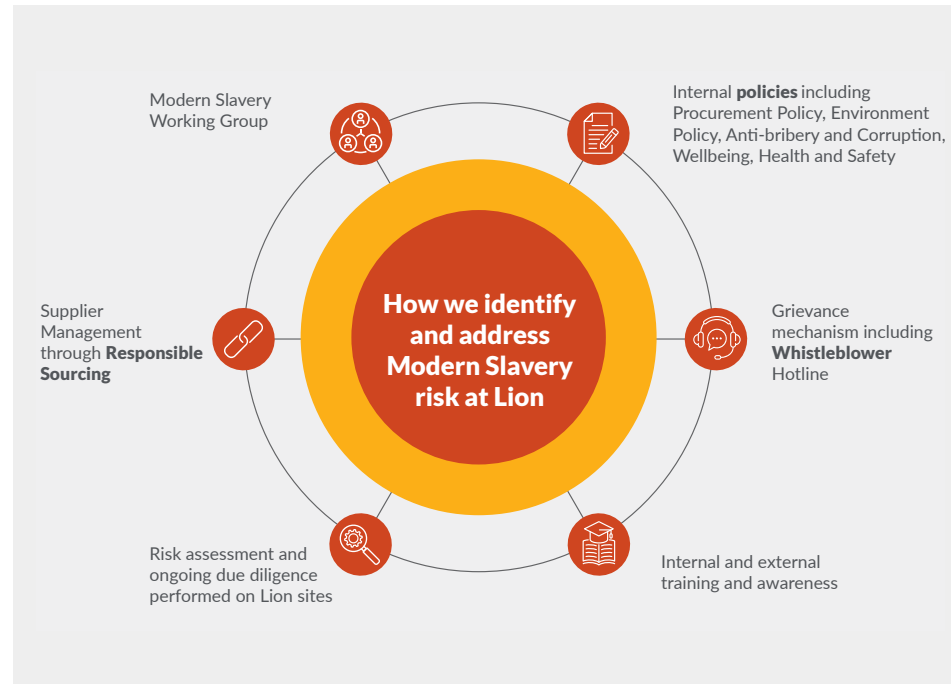 Modern Slavery
Working Group
Internal policies including
Procurement Policy, Environment
Policy, Anti-bribery and Corruption,
Wellbeing, Health and Safety
Supplier
Management
through Responsible
Sourcing
How we identify
and address
Modern Slavery
risk at Lion
Grievance
mechanism including
Whistleblower
Hotline
Risk assessment and
ongoing due diligence
performed on Lion sites
Internal and external
training and awareness